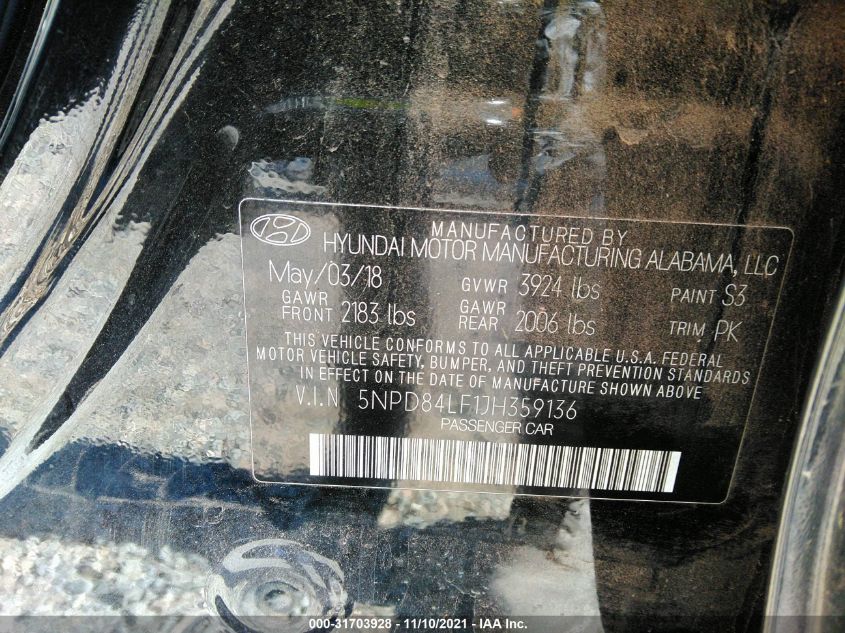 MANUFACTURED BY
HYUNDAI MOTOR MANUFACTURING ALABAMA, LLC
May/03/18 GVWR 3924 lbs PAINT S3
GAWR FRONT 2183 lbs GAWR REAR 2006 lbs TRIM PK
THIS VEHICLE CONFORMS TO ALL APPLICABLE U.S.A. FEDERAL
MOTOR VEHICLE SAFETY, BUMPER, AND THEFT PREVENTION STANDARDS
IN EFFECT ON THE DATE OF MANUFACTURE SHOWN ABOVE
V.I.N 5NPD84LF1JH359136
PASSENGER CAR
000-31703928 - 11/10/2021 - IAA Inc.